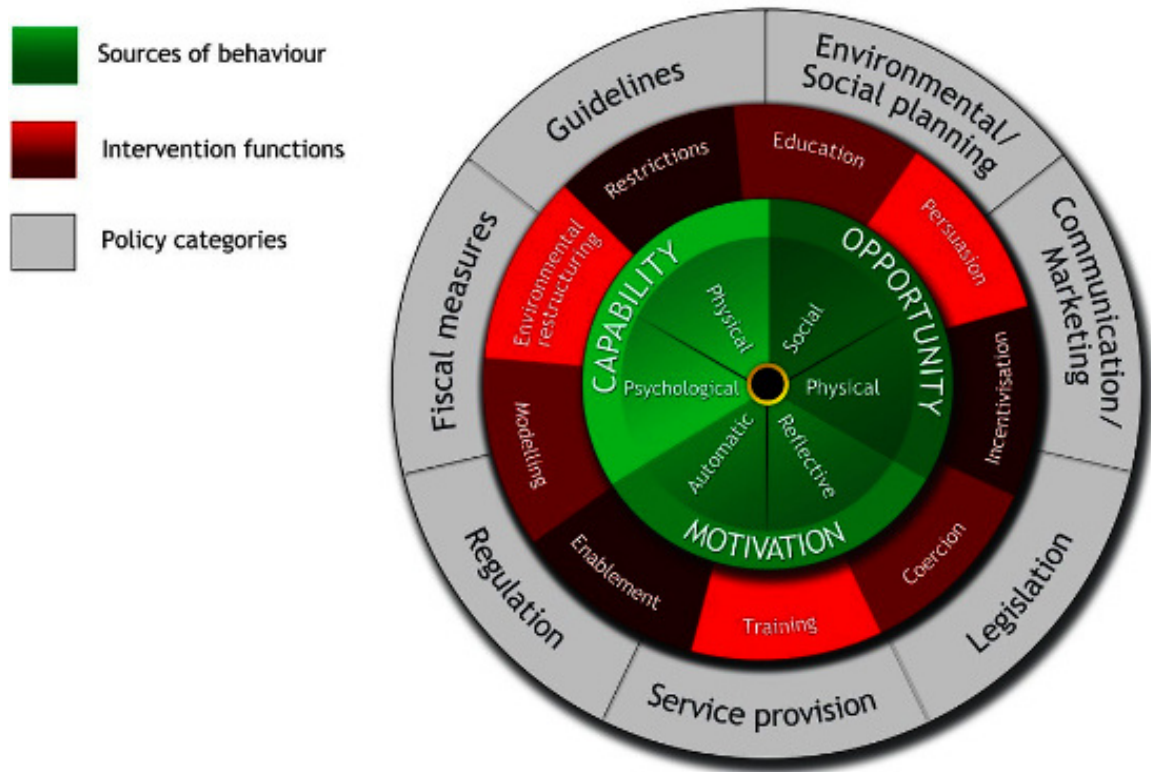 Sources of behaviour
Intervention functions
Policy categories
Guidelines
Environmental/
Social planning
Communication/
Marketing
Legislation
Service provision
Regulation
Fiscal measures
Restrictions
Education
Persuasion
Incentivisation
Coercion
Training
Enablement
Modelling
Environmental
restructuring
CAPABILITY
OPPORTUNITY
MOTIVATION
Physical
Social
Physical
Reflective
Automatic
Psychological